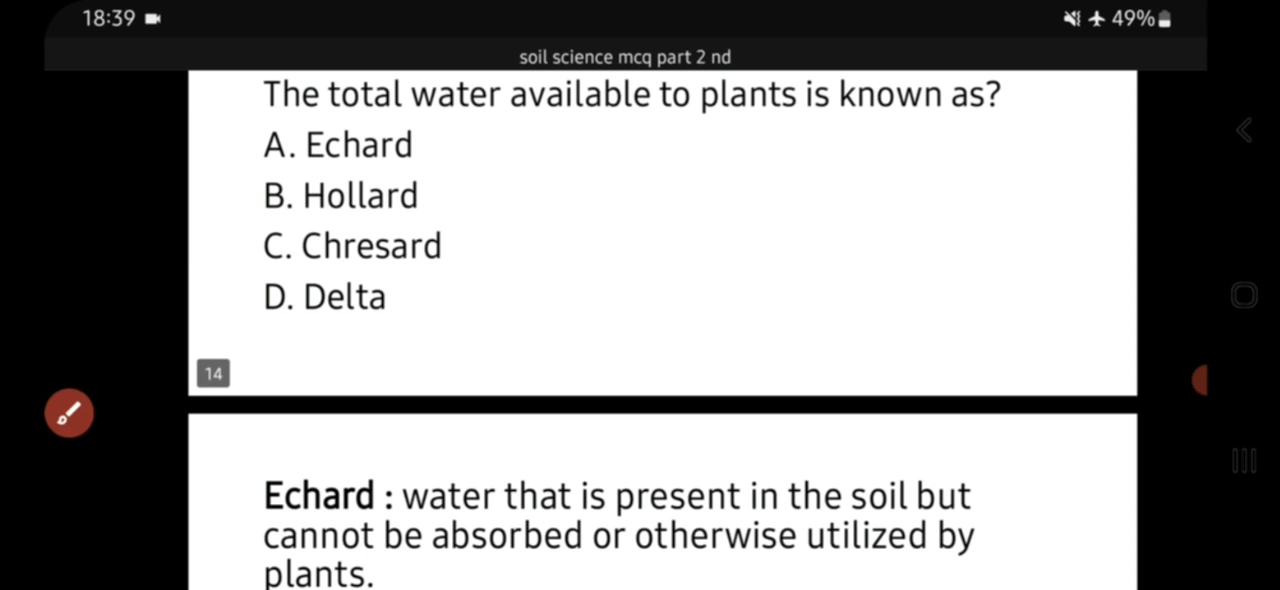 18:39
49%
soil science mcq part 2 nd
The total water available to plants is known as?
A. Echard
B. Hollard
C. Chresard
D. Delta
14
Echard : water that is present in the soil but
cannot be absorbed or otherwise utilized by
plants.